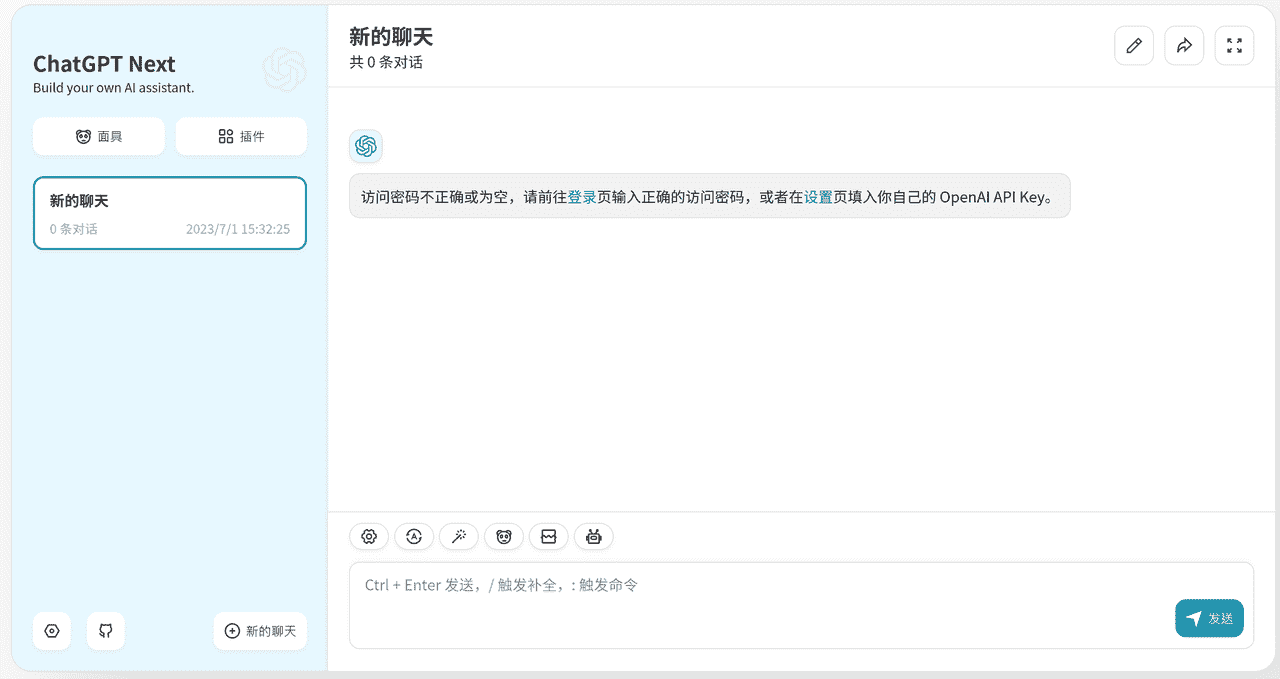 ChatGPT Next
Build your own AI assistant.
面具
插件
新的聊天
0 条对话
2023/7/1 15:32:25
新的聊天
新的聊天
共 0 条对话
访问密码不正确或为空，请前往登录页输入正确的访问密码，或者在设置页填入你自己的 OpenAI API Key。
Ctrl + Enter 发送，/ 触发补全，: 触发命令
发送